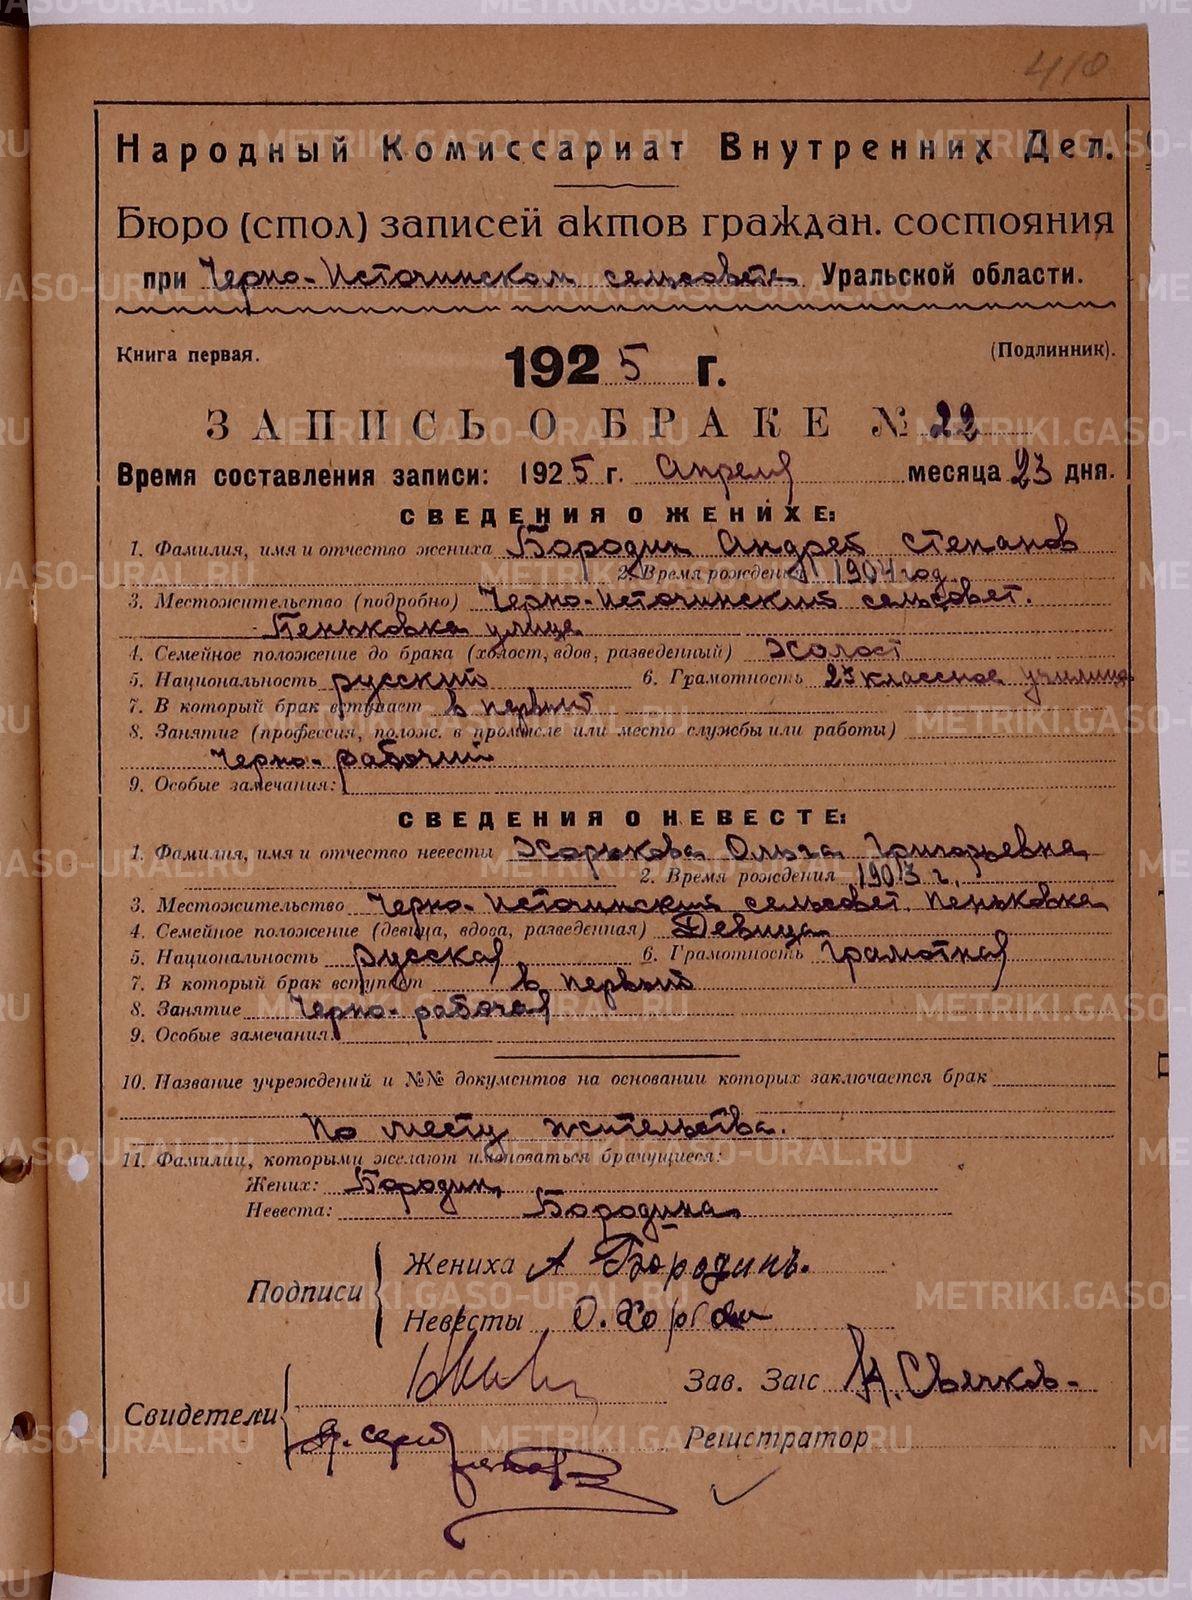 410
Народный Комиссариат Внутренних Дел.
Бюро (стол) записей актов граждан. состояния
при Черно-Источинском сельсовете Уральской области.
Книга первая. 1925 г. (Подлинник).
ЗАПИСЬ О БРАКЕ № 22
Время составления записи: 1925 г. Апреля месяца 23 дня.
СВЕДЕНИЯ О ЖЕНИХЕ:
1. Фамилия, имя и отчество жениха Бородин Андрей Степанов
2. Время рождения 1904 год.
3. Местожительство (подробно) Черно-Источинский сельсовет.
Пеньковка улице
4. Семейное положение до брака (холост, вдов, разведенный) Холост
5. Национальность русский 6. Грамотность 2х классное училище
7. В который брак вступает в первый
8. Занятие (профессия, полож. в промысле или место службы или работы)
Черно-рабочий
9. Особые замечания:
СВЕДЕНИЯ О НЕВЕСТЕ:
1. Фамилия, имя и отчество невесты Хорькова Ольга Григорьевна
2. Время рождения 1903 г.
3. Местожительство Черно-Источинский сельсовет. Пеньковка
4. Семейное положение (девица, вдова, разведенная) Девица
5. Национальность русская 6. Грамотность Грамотная
7. В который брак вступает в первый
8. Занятие Черно-рабочая
9. Особые замечания:
10. Название учреждений и №№ документов на основании которых заключается брак
По месту жительства.
11. Фамилии, которыми желают именоваться брачущиеся:
Жених: Бородин
Невеста: Бородина
Подписи
Жениха А Бородинъ.
Невесты О.
Свидетели
Зав. Загс Н. Свечков
Регистратор
METRIKI.GASO-URAL.RU